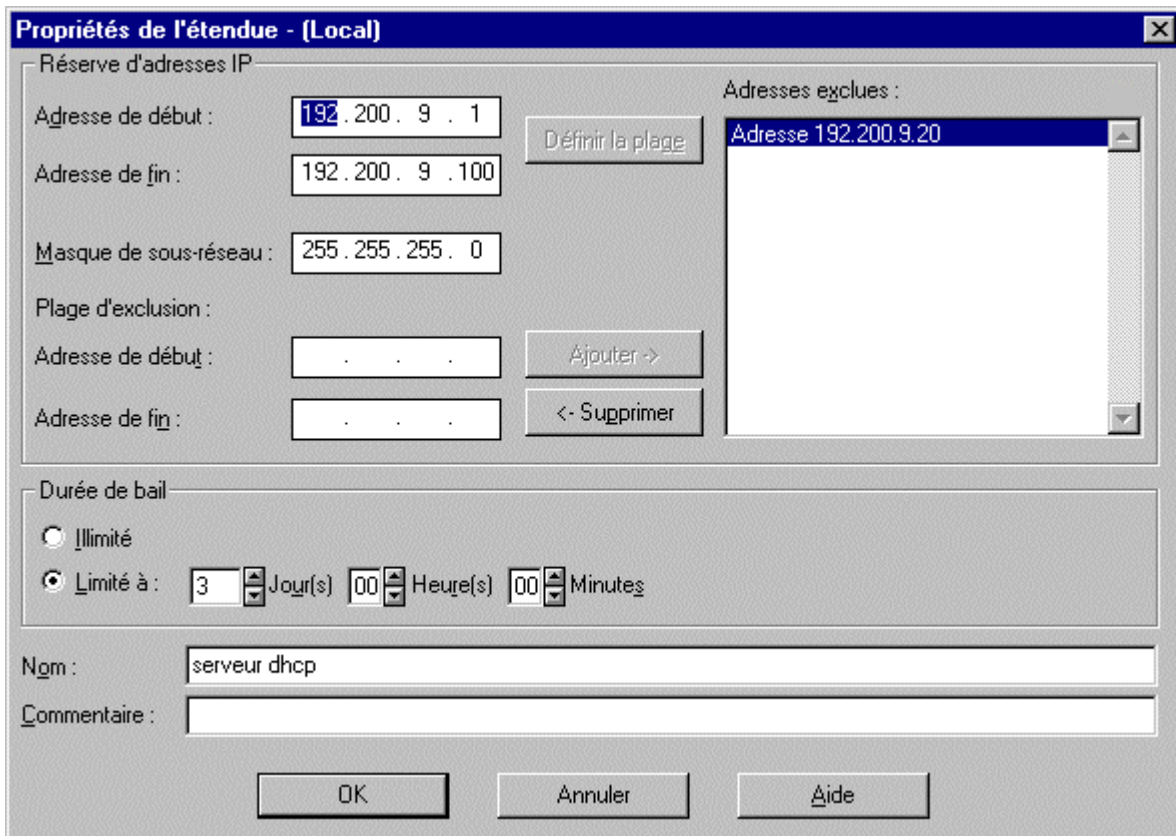 Propriétés de l'étendue - (Local)
Réserve d'adresses IP
Adresse de début :
192 . 200 . 9 . 1
Définir la plage
Adresse de fin :
192 . 200 . 9 . 100
Masque de sous-réseau :
255 . 255 . 255 . 0
Plage d'exclusion :
Adresse de début :
. . .
Ajouter ->
Adresse de fin :
. . .
<- Supprimer
Adresses exclues :
Adresse 192.200.9.20
Durée de bail
Illimité
Limité à : 3 Jour(s) 00 Heure(s) 00 Minutes
Nom : serveur dhcp
Commentaire :
OK Annuler Aide